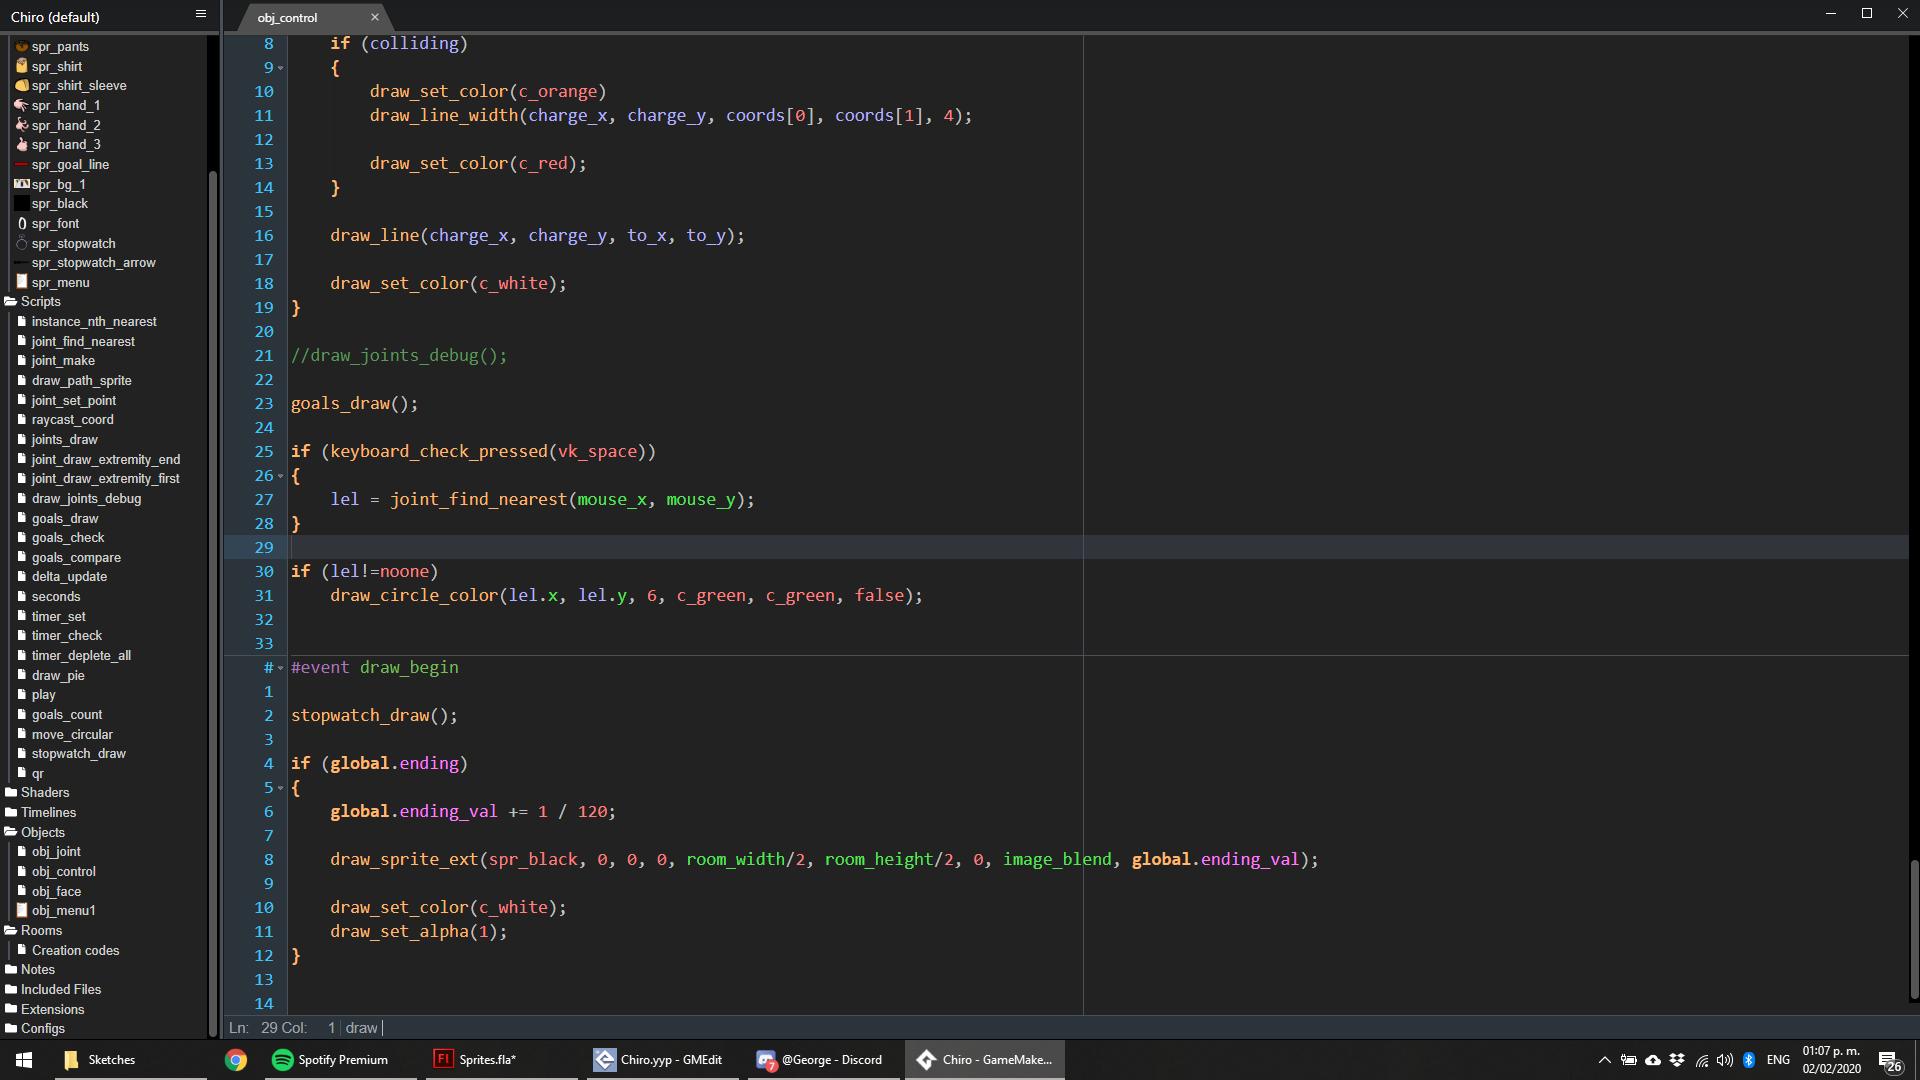 Chiro (default)
obj_control
spr_pants
spr_shirt
spr_shirt_sleeve
spr_hand_1
spr_hand_2
spr_hand_3
spr_goal_line
spr_bg_1
spr_black
spr_font
spr_stopwatch
spr_stopwatch_arrow
spr_menu
Scripts
instance_nth_nearest
joint_find_nearest
joint_make
draw_path_sprite
joint_set_point
raycast_coord
joints_draw
joint_draw_extremity_end
joint_draw_extremity_first
draw_joints_debug
goals_draw
goals_check
goals_compare
delta_update
seconds
timer_set
timer_check
timer_deplete_all
draw_pie
play
goals_count
move_circular
stopwatch_draw
qr
Shaders
Timelines
Objects
obj_joint
obj_control
obj_face
obj_menu1
Rooms
Creation codes
Notes
Included Files
Extensions
Configs
8 if (colliding)
9 {
10 draw_set_color(c_orange)
11 draw_line_width(charge_x, charge_y, coords[0], coords[1], 4);
12
13 draw_set_color(c_red);
14 }
15
16 draw_line(charge_x, charge_y, to_x, to_y);
17
18 draw_set_color(c_white);
19 }
20
21 //draw_joints_debug();
22
23 goals_draw();
24
25 if (keyboard_check_pressed(vk_space))
26 {
27 lel = joint_find_nearest(mouse_x, mouse_y);
28 }
29
30 if (lel!=noone)
31 draw_circle_color(lel.x, lel.y, 6, c_green, c_green, false);
32
33
# #event draw_begin
1
2 stopwatch_draw();
3
4 if (global.ending)
5 {
6 global.ending_val += 1 / 120;
7
8 draw_sprite_ext(spr_black, 0, 0, 0, room_width/2, room_height/2, 0, image_blend, global.ending_val);
9
10 draw_set_color(c_white);
11 draw_set_alpha(1);
12 }
13
14
Ln: 29 Col: 1 draw
Sketches
Spotify Premium
Fl Sprites.fla*
Chiro.yyp - GMEdit
7 @George - Discord
Chiro - GameMake...
ENG
01:07 p. m.
02/02/2020
26